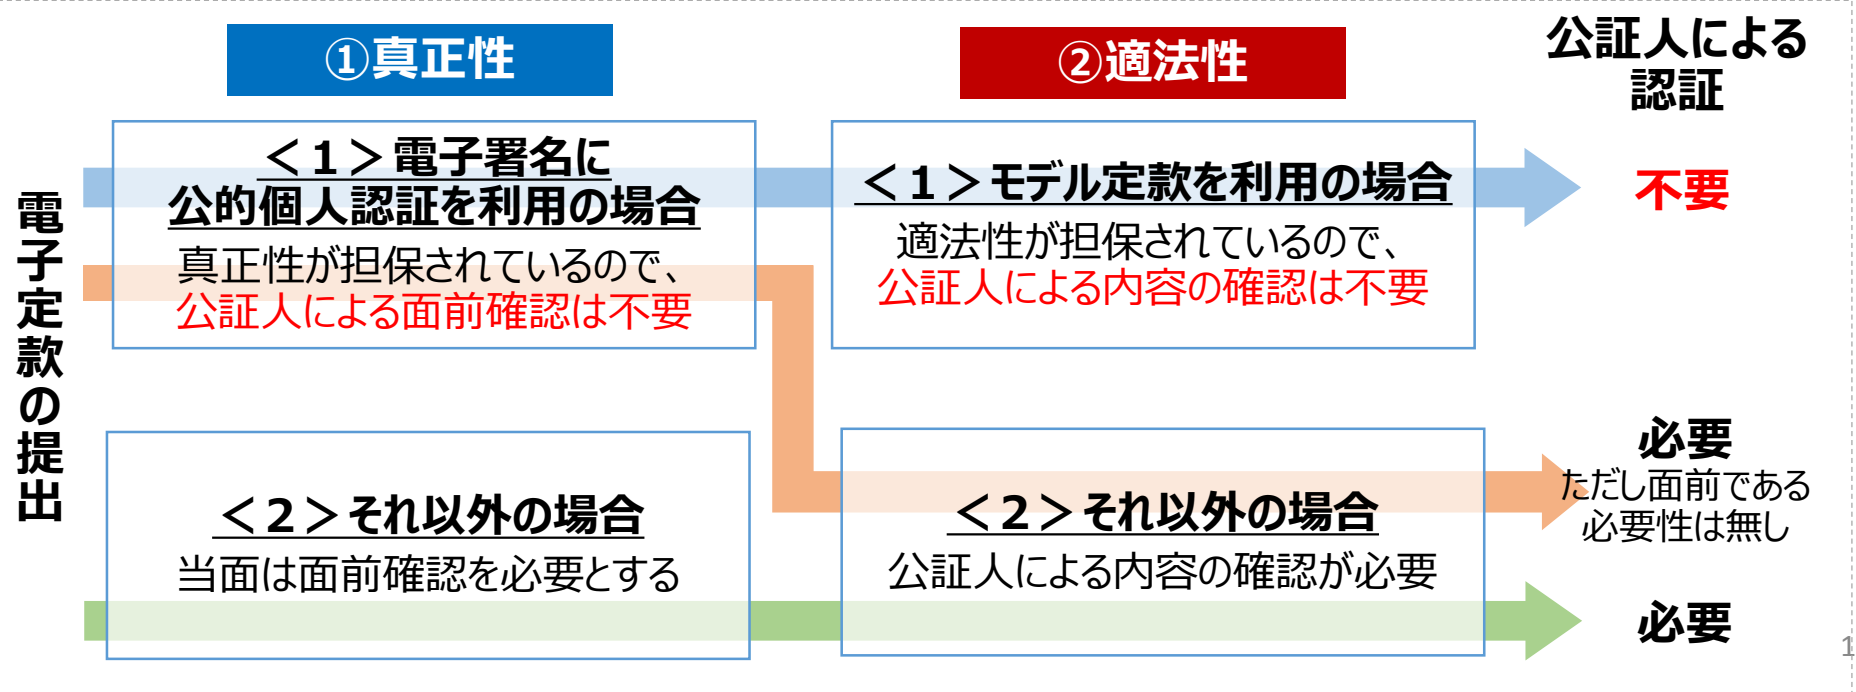 電子定款の提出
①真正性
＜１＞電子署名に
公的個人認証を利用の場合
真正性が担保されているので、
公証人による面前確認は不要
＜２＞それ以外の場合
当面は面前確認を必要とする
②適法性
＜１＞モデル定款を利用の場合
適法性が担保されているので、
公証人による内容の確認は不要
＜２＞それ以外の場合
公証人による内容の確認が必要
公証人による
認証
不要
必要
ただし面前である
必要性は無し
必要
1